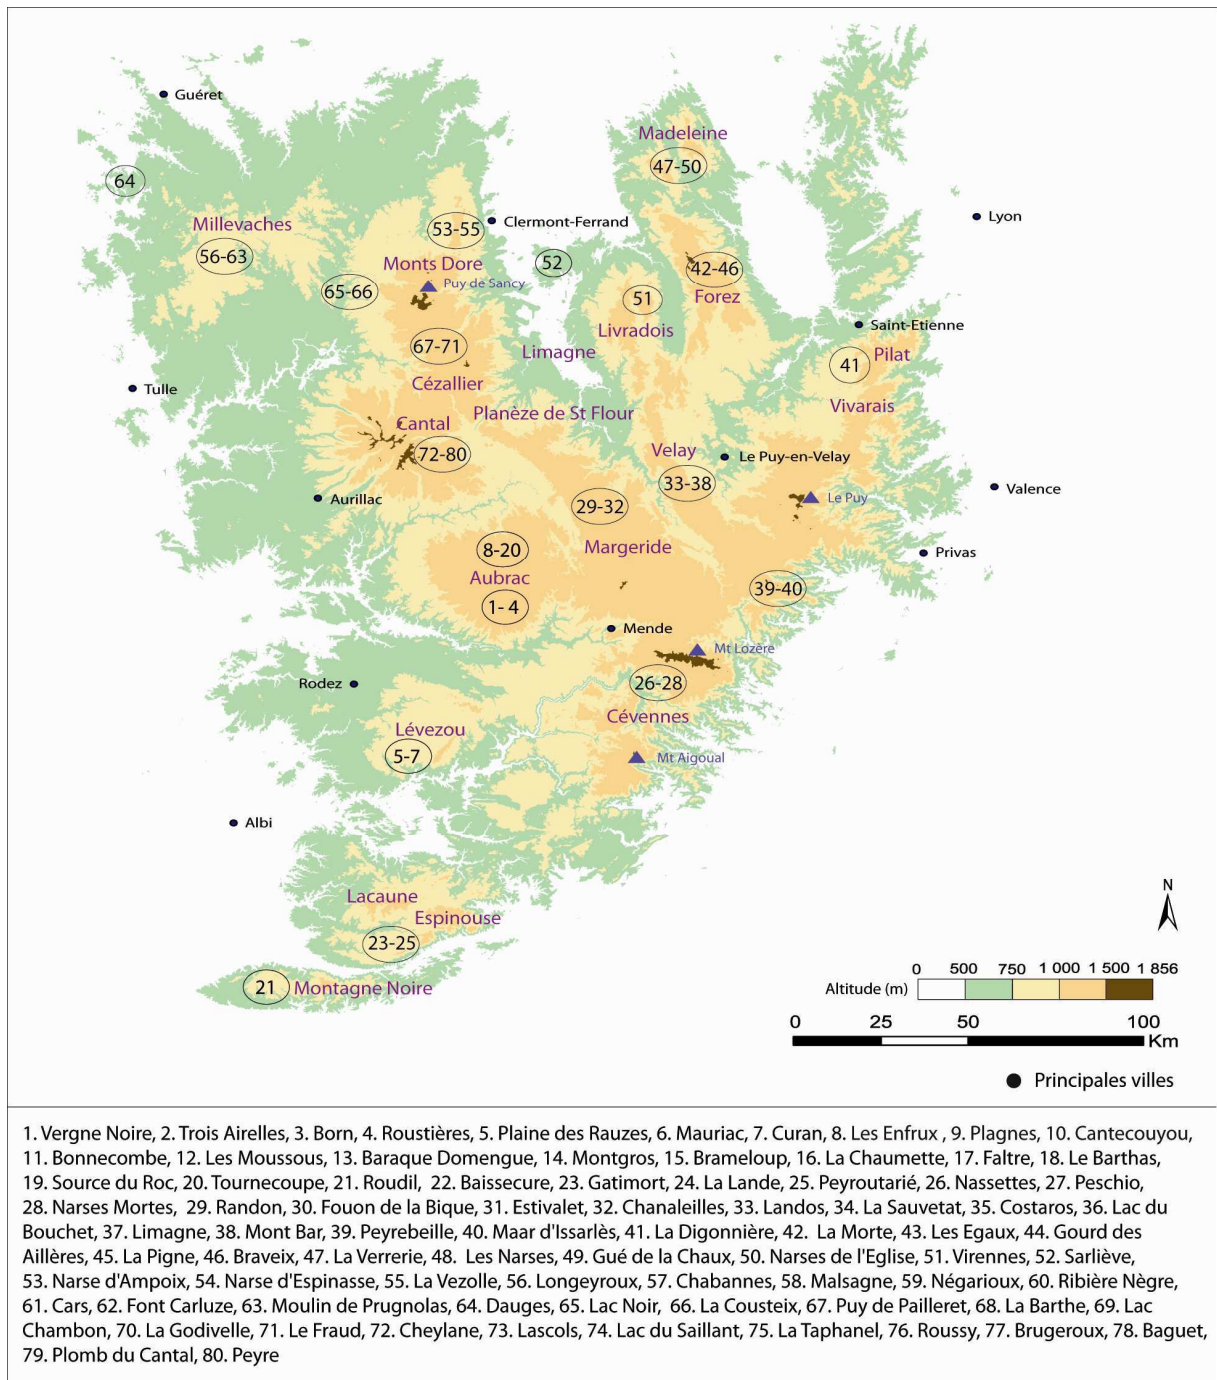 Guéret
Madeleine
47-50
64
Lyon
Millevaches
Clermont-Ferrand
53-55
56-63
52
Monts Dore
42-46
65-66
Puy de Sancy
51
Forez
Livradois
Saint-Etienne
67-71
Limagne
Pilat
41
Cézallier
Tulle
Vivarais
Planèze de St Flour
Cantal
72-80
Velay
Le Puy-en-Velay
33-38
Aurillac
29-32
Le Puy
Valence
8-20
Margeride
Privas
Aubrac
39-40
1- 4
Mende
Mt Lozère
Rodez
26-28
Cévennes
Lévezou
5-7
Mt Aigoual
Albi
Lacaune
Espinouse
23-25
21
Montagne Noire
N
0 500 750 1 000 1 500 1 856
Altitude (m)
0 25 50 100
Km
Principales villes
1. Vergne Noire, 2. Trois Airelles, 3. Born, 4. Roustières, 5. Plaine des Rauzes, 6. Mauriac, 7. Curan, 8. Les Enfrux , 9. Plagnes, 10. Cantecouyou,
11. Bonnecombe, 12. Les Moussous, 13. Baraque Domengue, 14. Montgros, 15. Brameloup, 16. La Chaumette, 17. Faltre, 18. Le Barthas,
19. Source du Roc, 20. Tournecoupe, 21. Roudil, 22. Baissecure, 23. Gatimort, 24. La Lande, 25. Peyroutarié, 26. Nassettes, 27. Peschio,
28. Narses Mortes, 29. Randon, 30. Fouon de la Bique, 31. Estivalet, 32. Chanaleilles, 33. Landos, 34. La Sauvetat, 35. Costaros, 36. Lac du
Bouchet, 37. Limagne, 38. Mont Bar, 39. Peyrebeille, 40. Maar d'Issarlès, 41. La Digonnière, 42. La Morte, 43. Les Egaux, 44. Gourd des
Aillères, 45. La Pigne, 46. Braveix, 47. La Verrerie, 48. Les Narses, 49. Gué de la Chaux, 50. Narses de l'Eglise, 51. Virennes, 52. Sarliève,
53. Narse d'Ampoix, 54. Narse d'Espinasse, 55. La Vezolle, 56. Longeyroux, 57. Chabannes, 58. Malsagne, 59. Négarioux, 60. Ribière Nègre,
61. Cars, 62. Font Carluze, 63. Moulin de Prugnolas, 64. Dauges, 65. Lac Noir, 66. La Cousteix, 67. Puy de Pailleret, 68. La Barthe, 69. Lac
Chambon, 70. La Godivelle, 71. Le Fraud, 72. Cheylane, 73. Lascols, 74. Lac du Saillant, 75. La Taphanel, 76. Roussy, 77. Brugeroux, 78. Baguet,
79. Plomb du Cantal, 80. Peyre